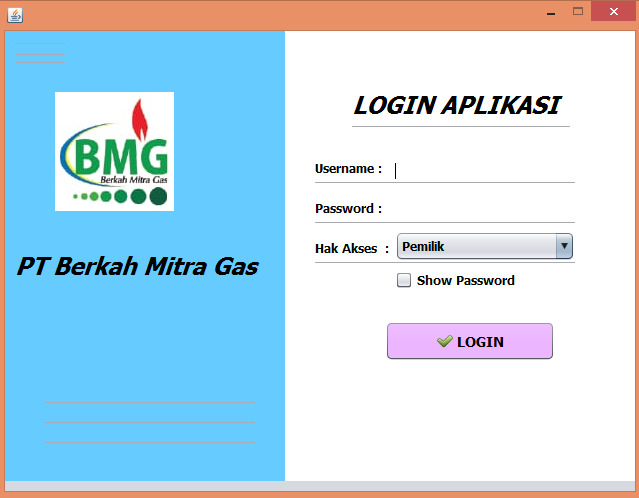 BMG
Berkah Mitra Gas
PT Berkah Mitra Gas
LOGIN APLIKASI
Username :
Password :
Hak Akses :
Pemilik
Show Password
LOGIN